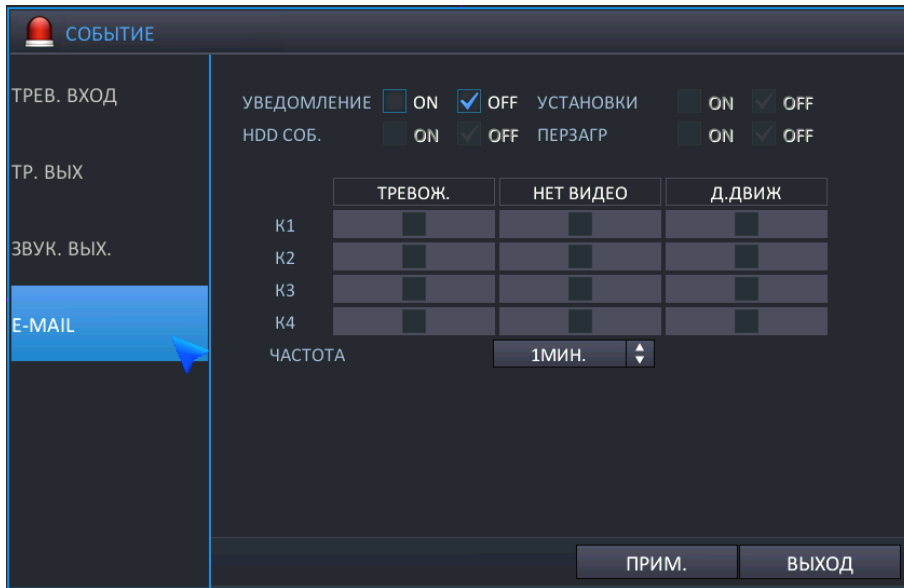 СОБЫТИЕ
ТРЕВ. ВХОД
ТР. ВЫХ
ЗВУК. ВЫХ.
E-MAIL
УВЕДОМЛЕНИЕ ON OFF УСТАНОВКИ ON OFF
HDD СОБ. ON OFF ПЕРЗАГР ON OFF
ТРЕВОЖ. НЕТ ВИДЕО Д.ДВИЖ
К1
К2
К3
К4
ЧАСТОТА 1МИН.
ПРИМ. ВЫХОД